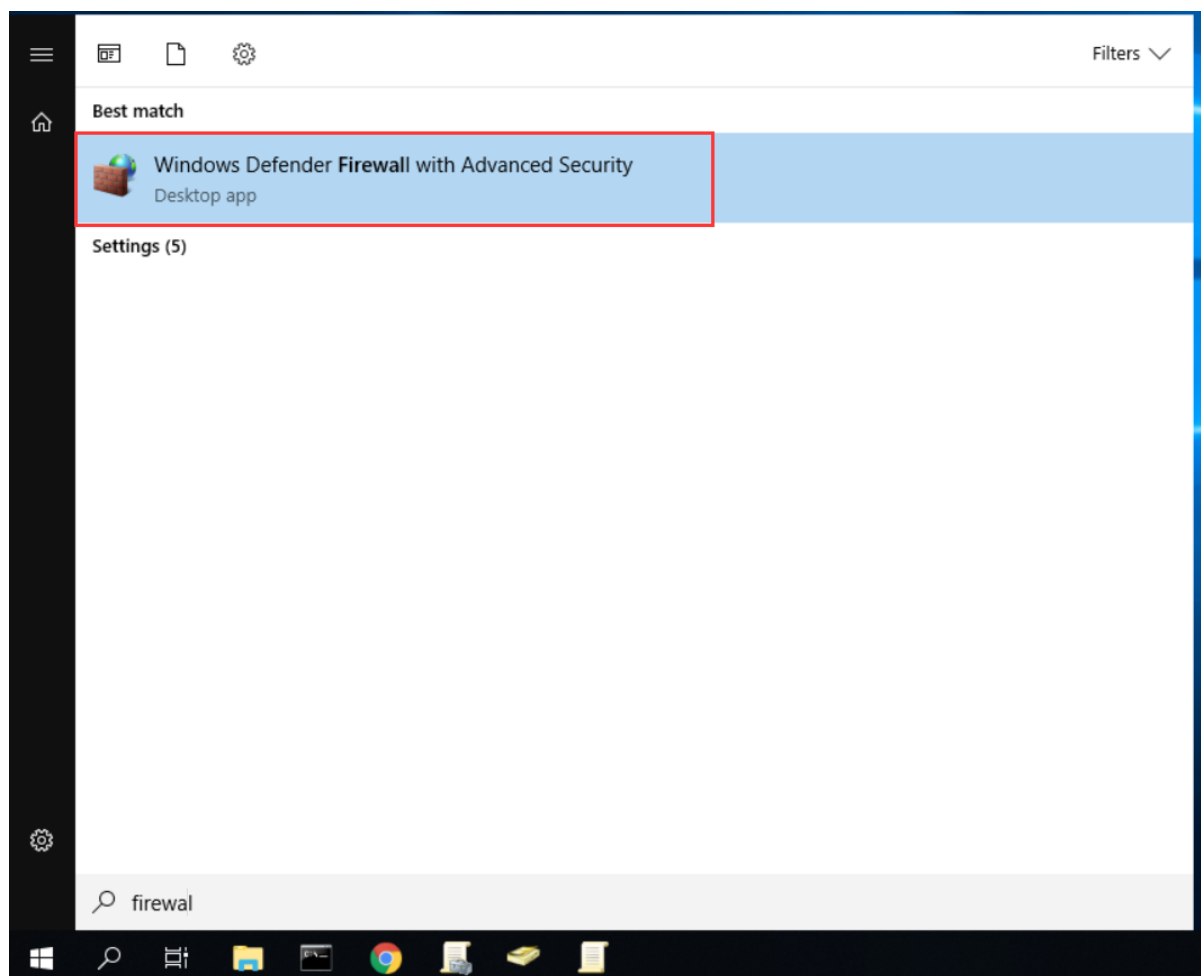 Filters
Best match
Windows Defender Firewall with Advanced Security
Desktop app
Settings (5)
firewal